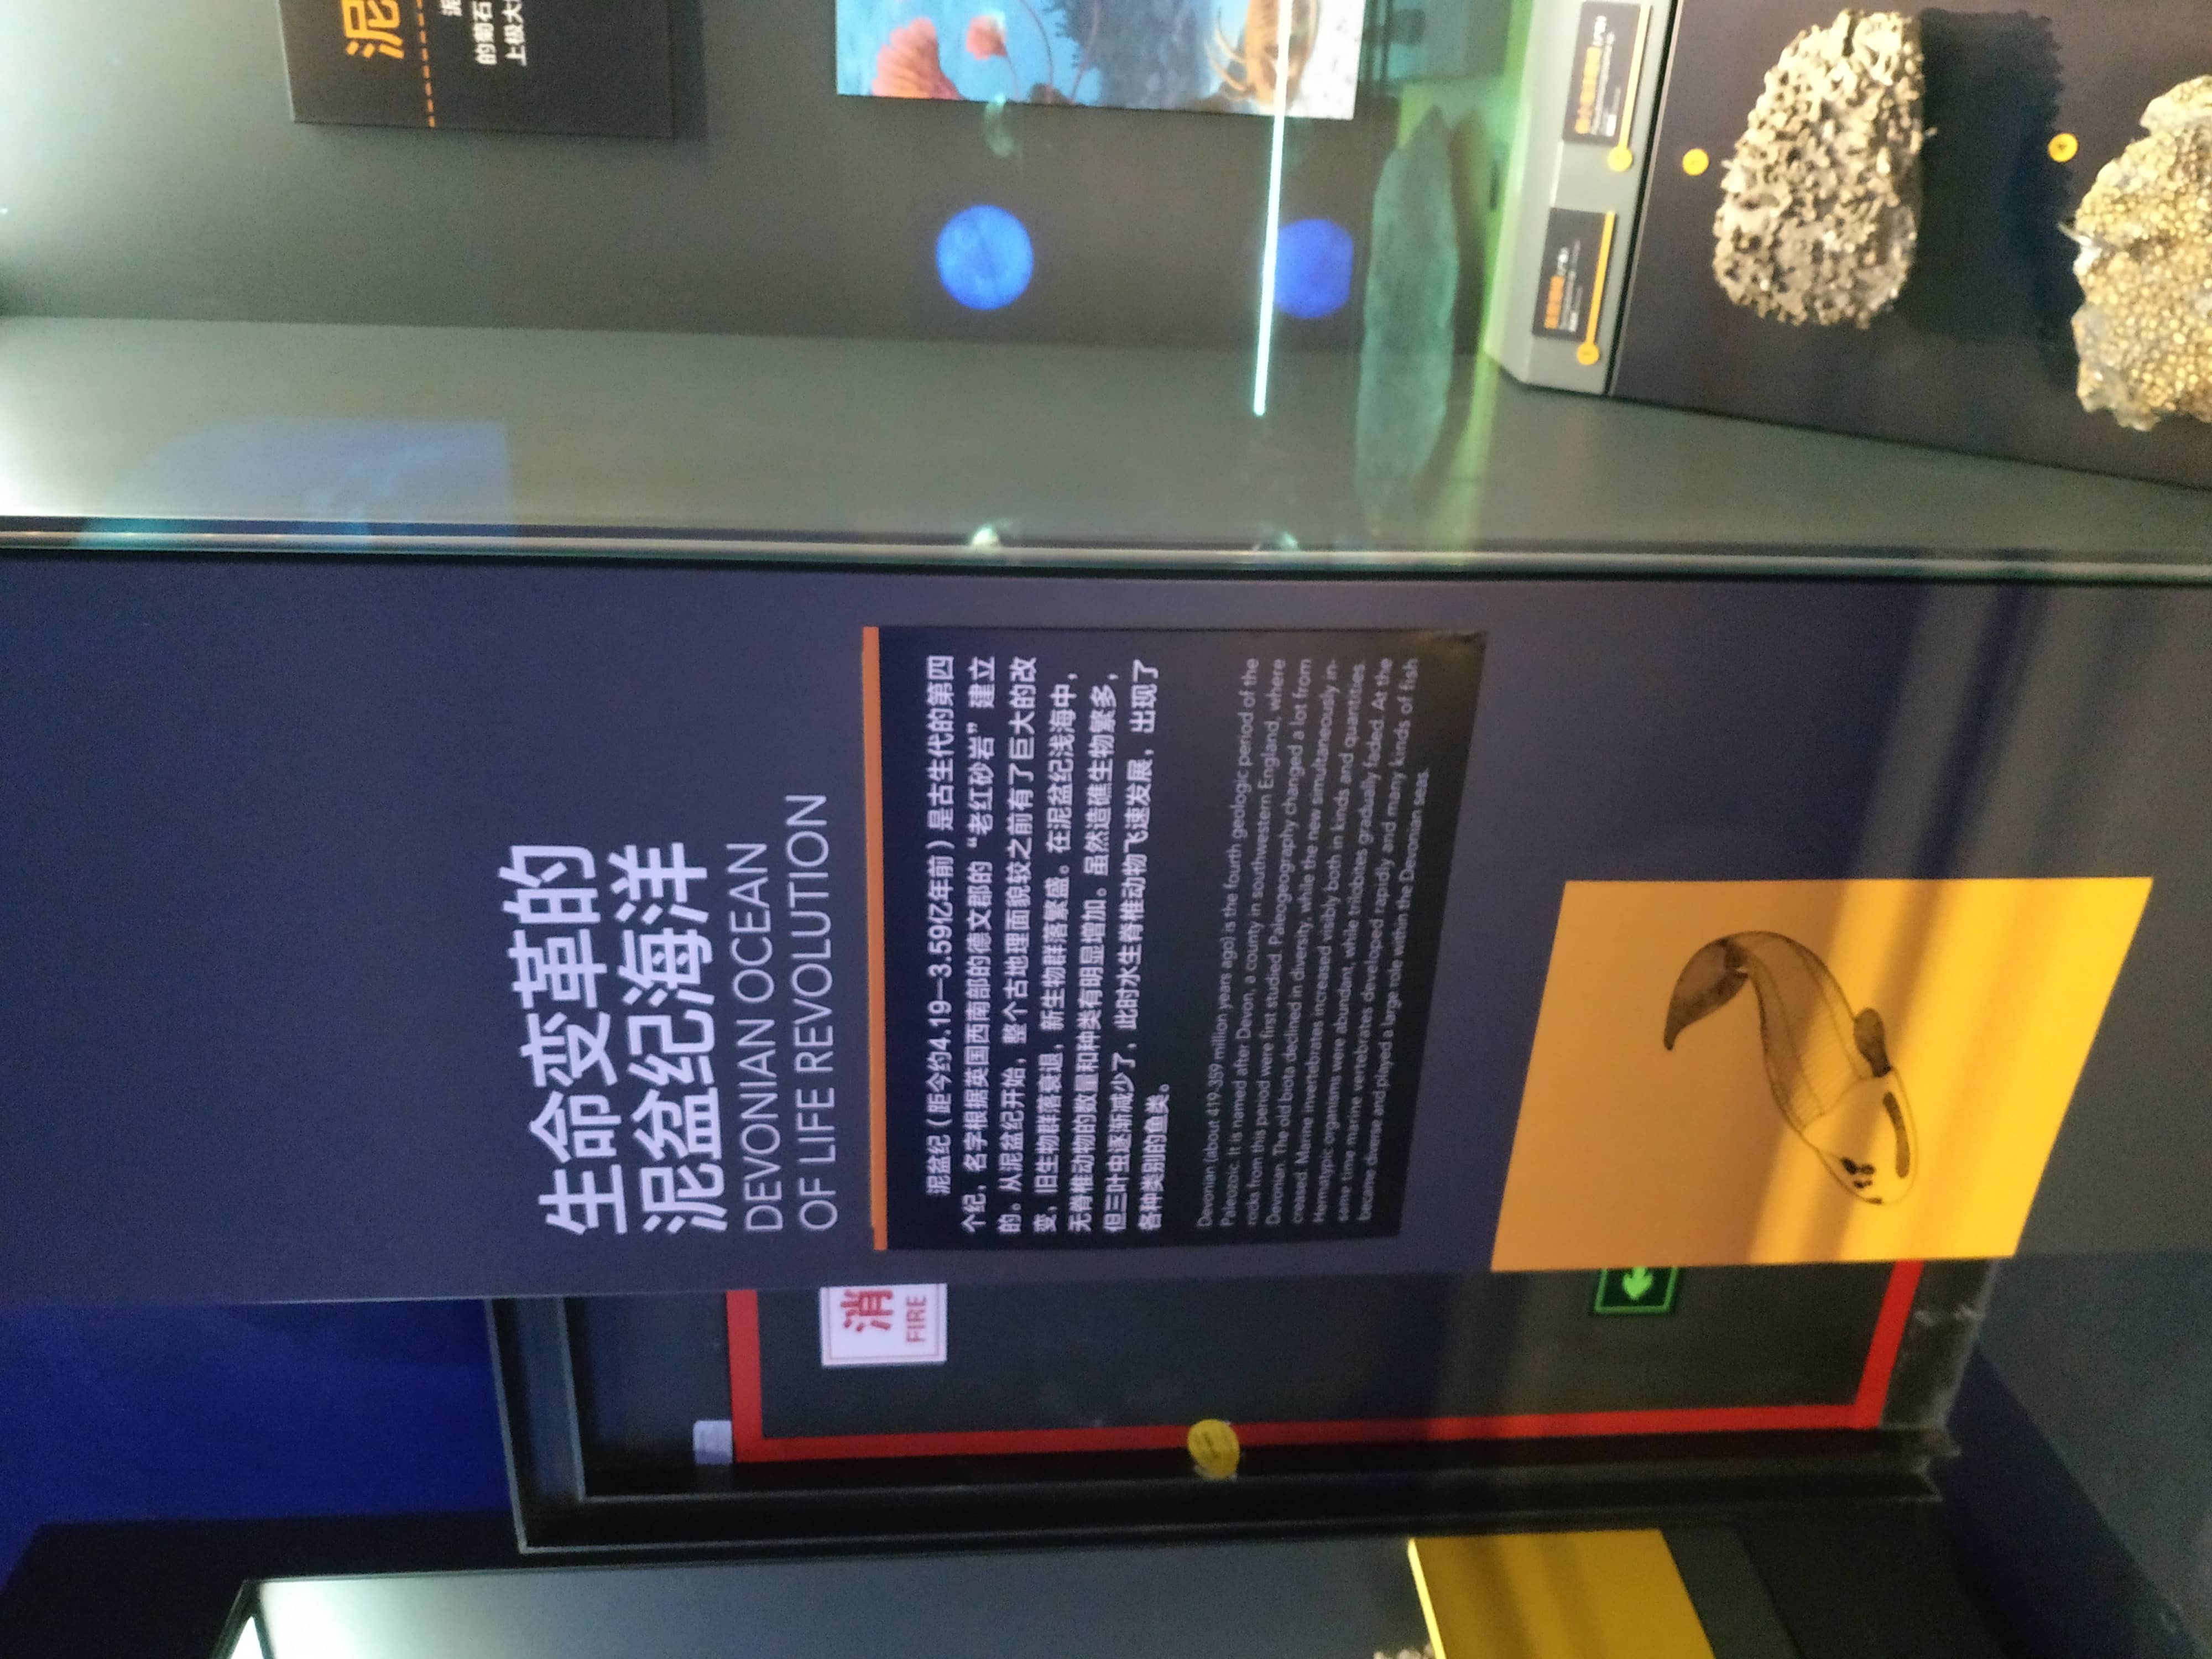 生命变革的
泥盆纪海洋
DEVONIAN OCEAN
OF LIFE REVOLUTION
泥盆纪（距今约4.19—3.59亿年前）是古生代的第四
个纪，名字根据英国西南部的德文郡的“老红砂岩”建立
的。从泥盆纪开始，整个古地理面貌较之前有了巨大的改
变，旧生物群落衰退，新生物群落繁盛。在泥盆纪浅海中，
无脊椎动物的数量和种类有明显增加。虽然造礁生物繁多，
但三叶虫逐渐减少了，此时水生脊椎动物飞速发展，出现了
各种类别的鱼类。
Devonian (about 419-359 million years ago) is the fourth geologic period of the
Paleozoic. It is named after Devon, a county in southwestern England, where
rocks from this period were first studied. Paleogeography changed a lot from
Devonian. The old biota declined in diversity, while the new simultaneously in-
creased. Marine invertebrates increased visibly both in kinds and quantities.
Hermatypic organisms were abundant, while trilobites gradually faded. At the
same time marine vertebrates developed rapidly and many kinds of fish
became diverse and played a large role within the Devonian seas.
消
FIRE
泥
泥
的菊石
上极大